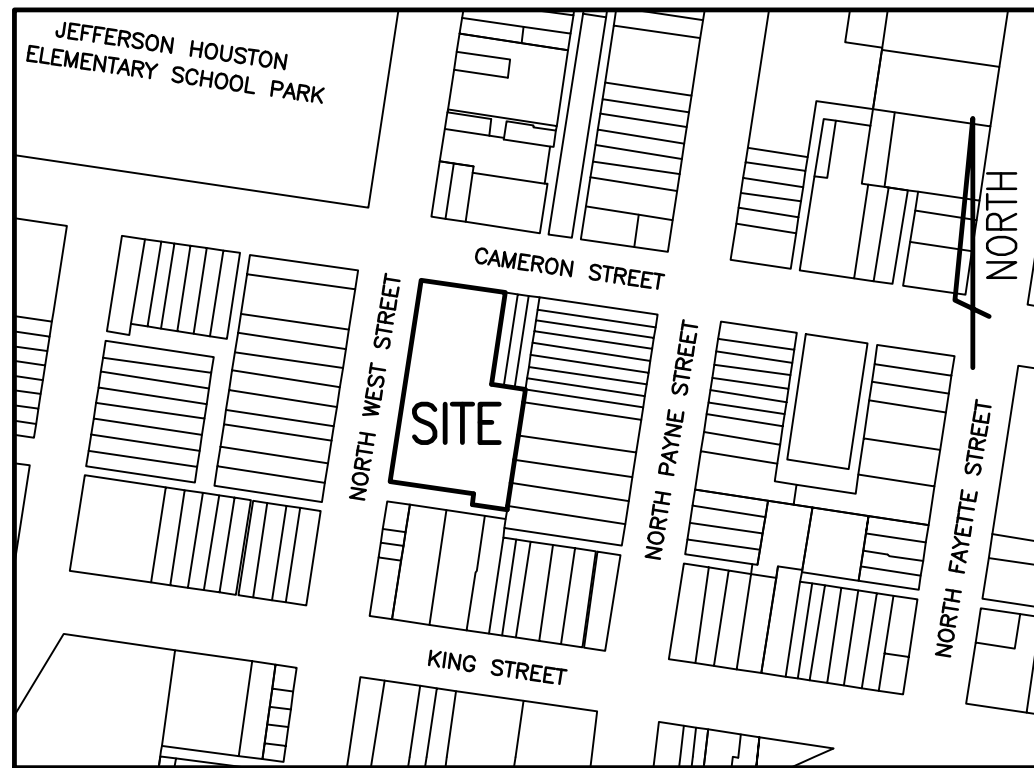 JEFFERSON HOUSTON
ELEMENTARY SCHOOL PARK
NORTH
CAMERON STREET
NORTH WEST STREET
SITE
NORTH PAYNE STREET
NORTH FAYETTE STREET
KING STREET